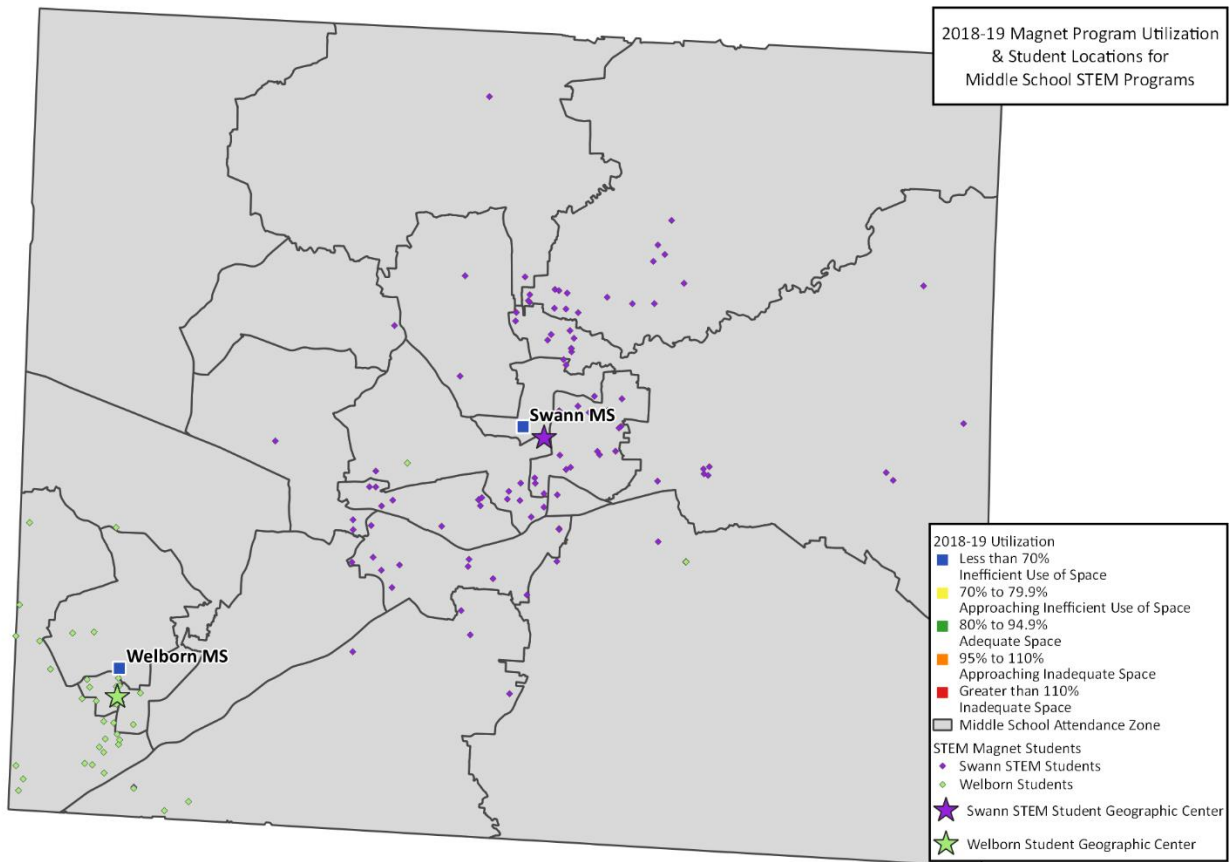 2018-19 Magnet Program Utilization
& Student Locations for
Middle School STEM Programs
Swann MS
Welborn MS
2018-19 Utilization
Less than 70%
Inefficient Use of Space
70% to 79.9%
Approaching Inefficient Use of Space
80% to 94.9%
Adequate Space
95% to 110%
Approaching Inadequate Space
Greater than 110%
Inadequate Space
Middle School Attendance Zone
STEM Magnet Students
Swann STEM Students
Welborn Students
Swann STEM Student Geographic Center
Welborn Student Geographic Center